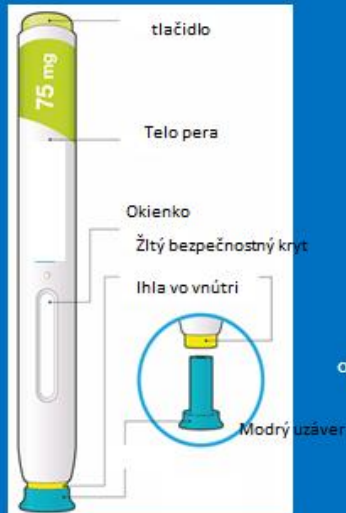 tlačidlo
75 mg
Telo pera
Okienko
Žltý bezpečnostný kryt
Ihla vo vnútri
o
Modrý uzáver